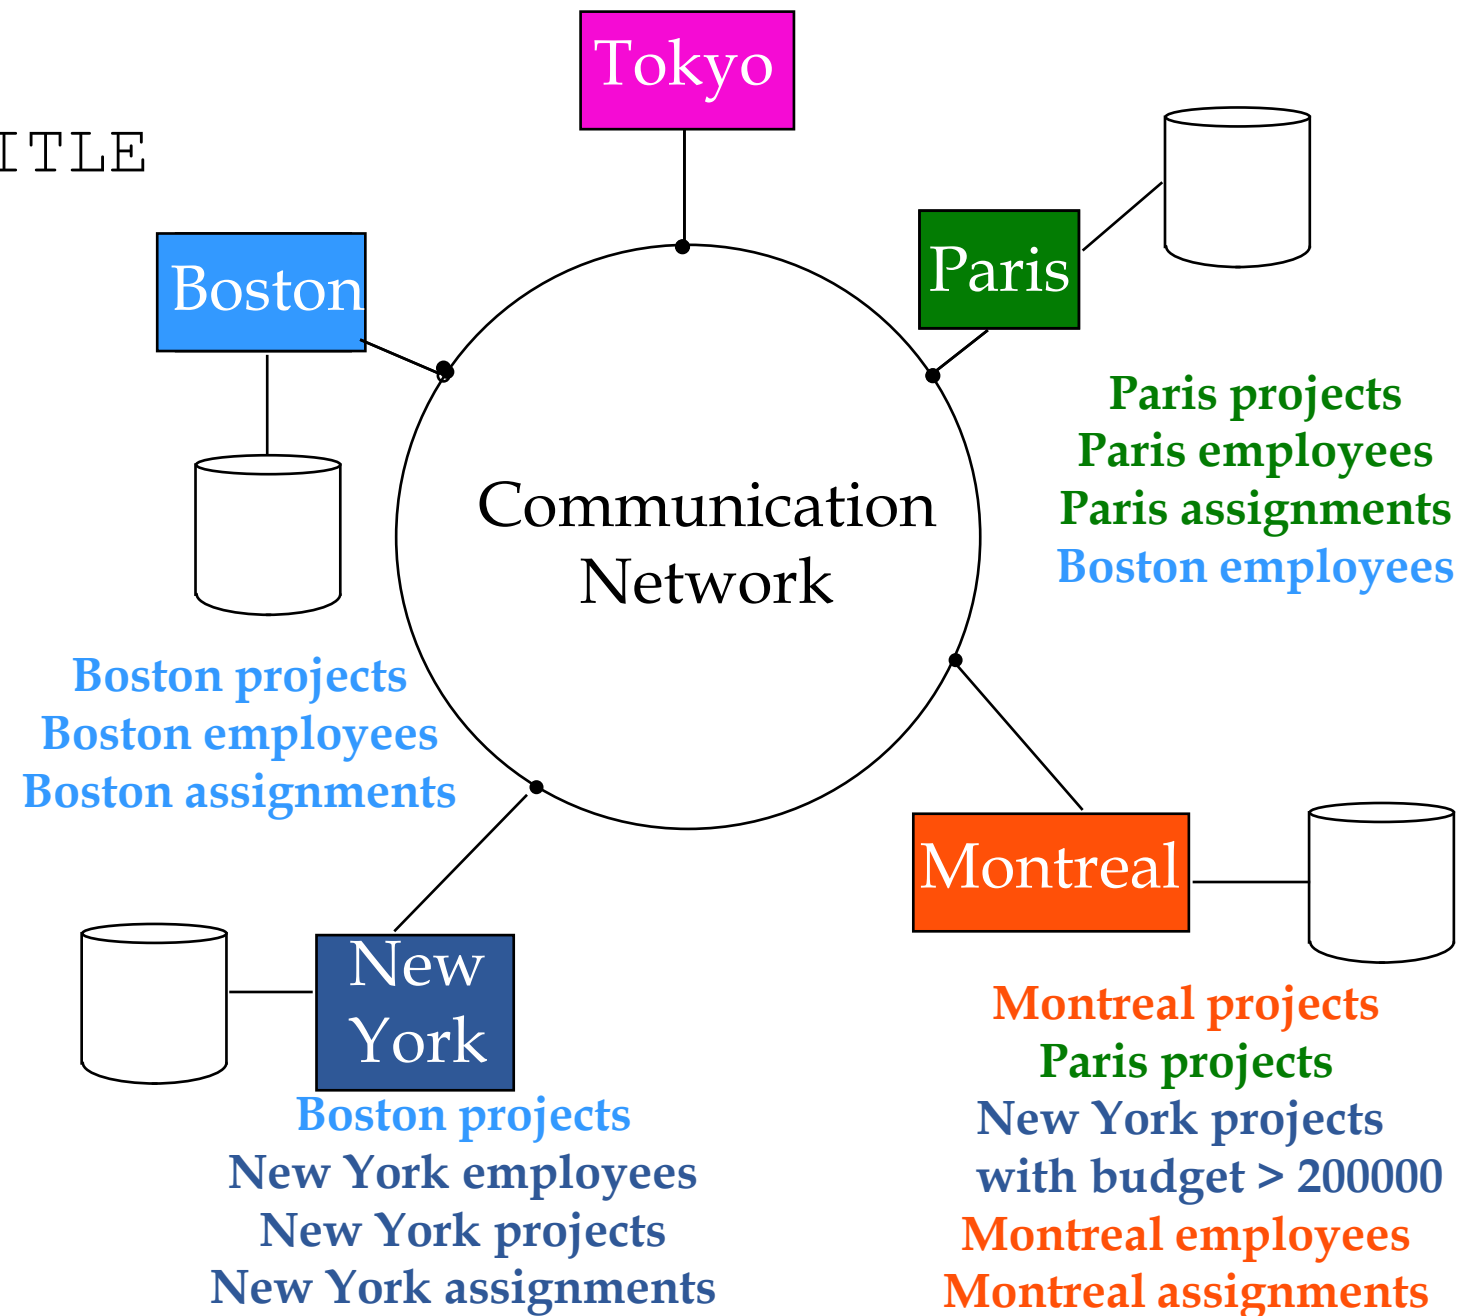 Tokyo
ITLE
Boston
Paris
Communication
Network
Paris projects
Paris employees
Paris assignments
Boston employees
Boston projects
Boston employees
Boston assignments
Montreal
New
York
Boston projects
New York employees
New York projects
New York assignments
Montreal projects
Paris projects
New York projects
with budget > 200000
Montreal employees
Montreal assignments